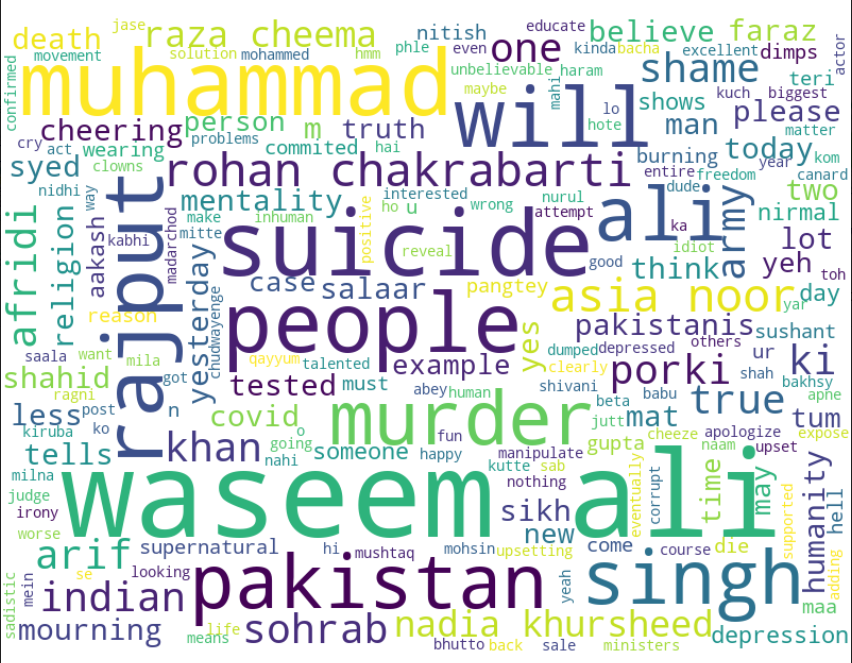 jase
raza cheema
nitish
educate
believe
faraz
death
movement
solution
mohammed
hmm
phle
even
one
kinda
bacha
excellent
dimps
actor
confirmed
muhammad
unbelievable
haram
shame
teri
maybe
mahi
will
lo
shows
kuch
biggest
please
cheering
person
m
truth
hote
man
matter
cry
act
wearing
problems
commited
hai
burning
today
year
kom
syed
clowns
rohan chakrabarti
entire
freedom
canard
nidhi
way
rajput
mentality
interested
nurul
dude
two
afridi
religion
aakash
make
inhuman
positive
ho
u
wrong
attempt
ali
ka
army
nirmal
kabhi
madarchod
mitte
suicide
reveal
idiot
lot
yesterday
chudwayenge
case
salaar
good
think
yeh
toh
pangtey
asia noor
day
reason
people
yar
yes
pakistanis
sushant
saala
want
mila
qayyum
talented
example
dumped
depressed
others
ur
porki
ki
shahid
got
tested
must
clearly
shivani
shah
bakhsy
ragni
abey
human
babu
true
aphe
less
post
n
covid
murder
beta
mat
tum
kiruba
ko
o
jutt
cheeze
apologize
expose
tells
khan
going
someone
fun
happy
manipulate
gupta
naam
upset
milna
nahi
kutte
sab
eventually
corrupt
time
may
humanity
judge
waseem ali
nothing
sikh
supported
hell
irony
new
worse
arif
supernatural
hi
mushtaq
mohsin
upsetting
come
course
die
adding
sadistic
mein
se
looking
pakistan
yeah
singh
indian
maa
mourning
life
means
sohrab
nadia khursheed
depression
bhutto
back
sale
ministers